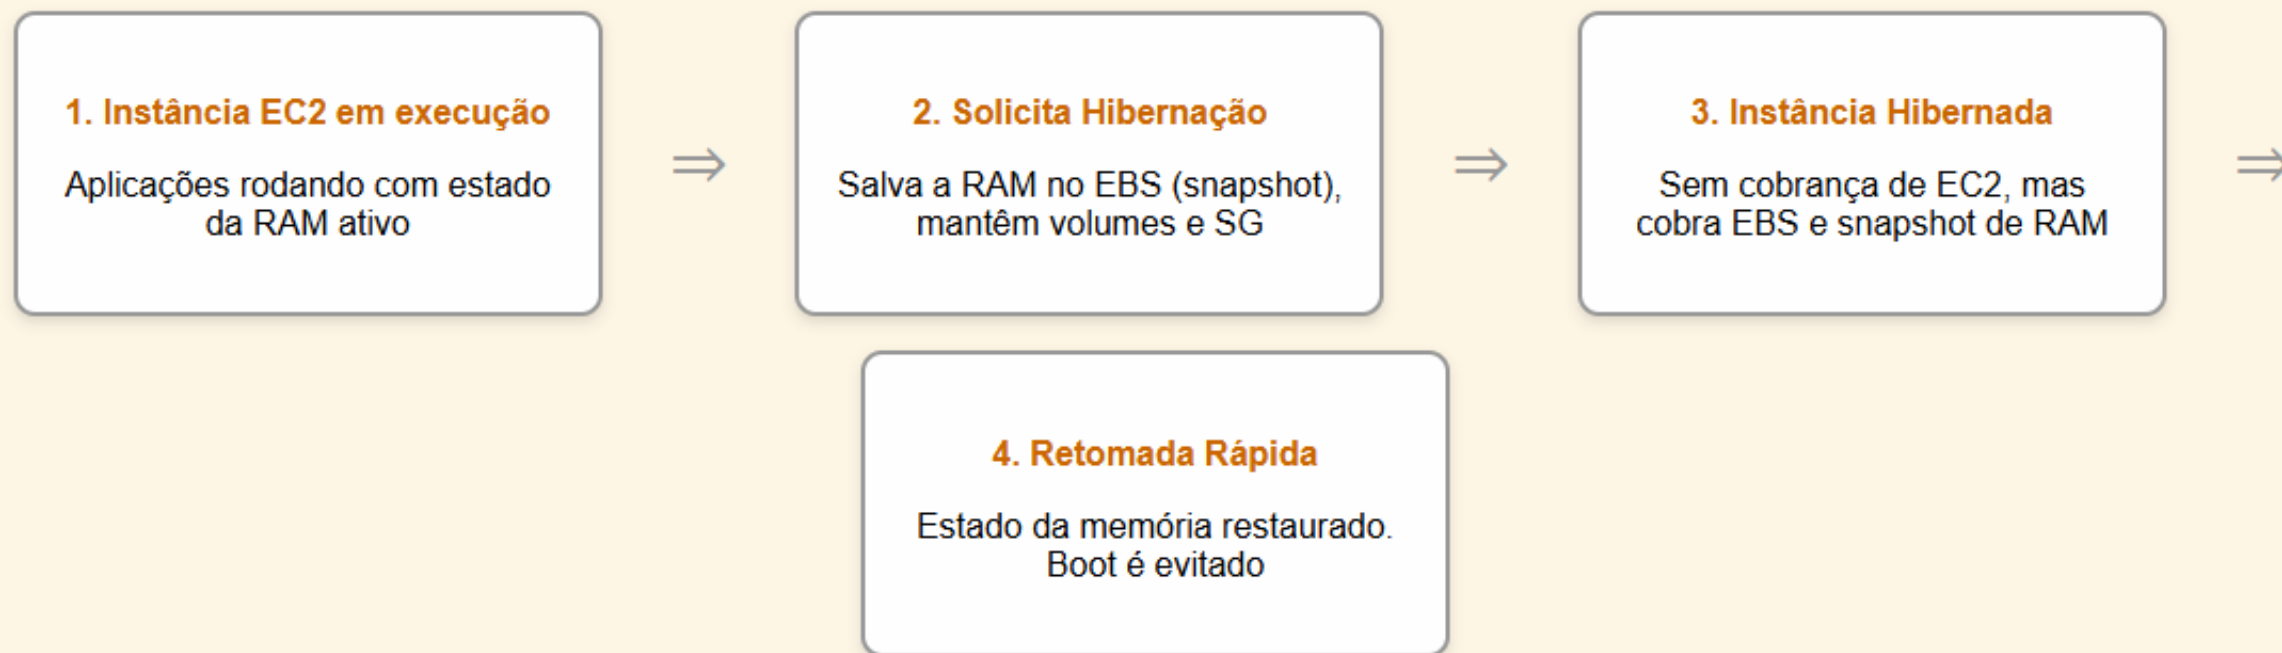 1. Instância EC2 em execução
Aplicações rodando com estado
da RAM ativo
⇒
2. Solicita Hibernação
Salva a RAM no EBS (snapshot),
mantêm volumes e SG
⇒
3. Instância Hibernada
Sem cobrança de EC2, mas
cobra EBS e snapshot de RAM
⇒
4. Retomada Rápida
Estado da memória restaurado.
Boot é evitado